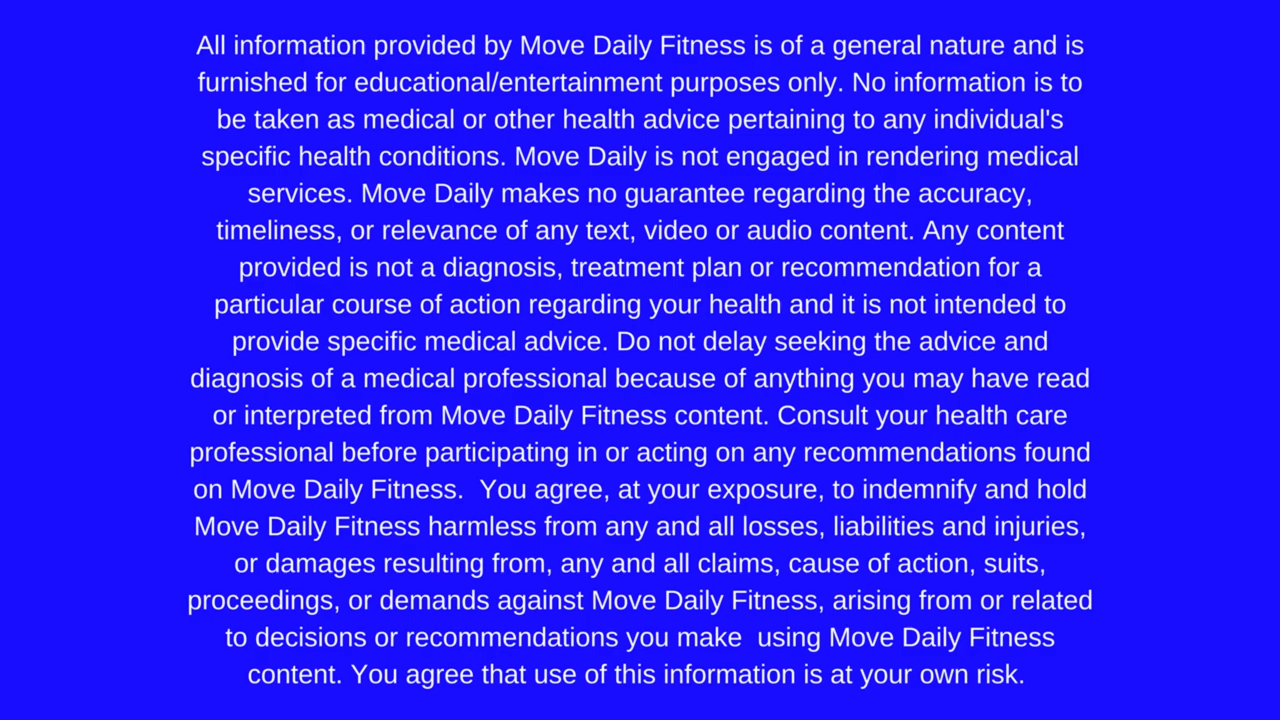 All information provided by Move Daily Fitness is of a general nature and is
furnished for educational/entertainment purposes only. No information is to
be taken as medical or other health advice pertaining to any individual's
specific health conditions. Move Daily is not engaged in rendering medical
services. Move Daily makes no guarantee regarding the accuracy,
timeliness, or relevance of any text, video or audio content. Any content
provided is not a diagnosis, treatment plan or recommendation for a
particular course of action regarding your health and it is not intended to
provide specific medical advice. Do not delay seeking the advice and
diagnosis of a medical professional because of anything you may have read
or interpreted from Move Daily Fitness content. Consult your health care
professional before participating in or acting on any recommendations found
on Move Daily Fitness.  You agree, at your exposure, to indemnify and hold
Move Daily Fitness harmless from any and all losses, liabilities and injuries,
or damages resulting from, any and all claims, cause of action, suits,
proceedings, or demands against Move Daily Fitness, arising from or related
to decisions or recommendations you make  using Move Daily Fitness
content. You agree that use of this information is at your own risk.